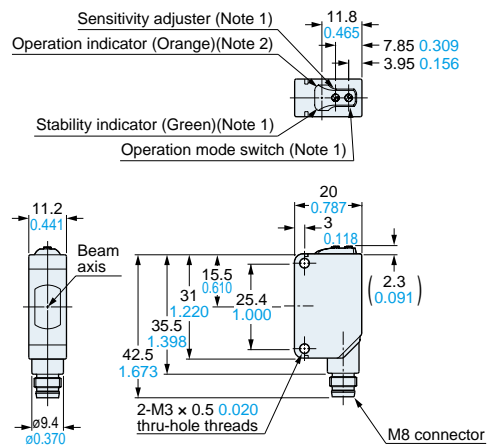 Sensitivity adjuster (Note 1)
Operation indicator (Orange)(Note 2)
11.8
0.465
7.85 0.309
3.95 0.156
Stability indicator (Green)(Note 1)
Operation mode switch (Note 1)
20
0.787
11.2
0.441
3
0.118
Beam
axis
15.5
0.610
2.3
0.091
31
1.220
25.4
1.000
35.5
1.398
42.5
1.673
ø9.4
ø0.370
2-M3 × 0.5 0.020
thru-hole threads
M8 connector